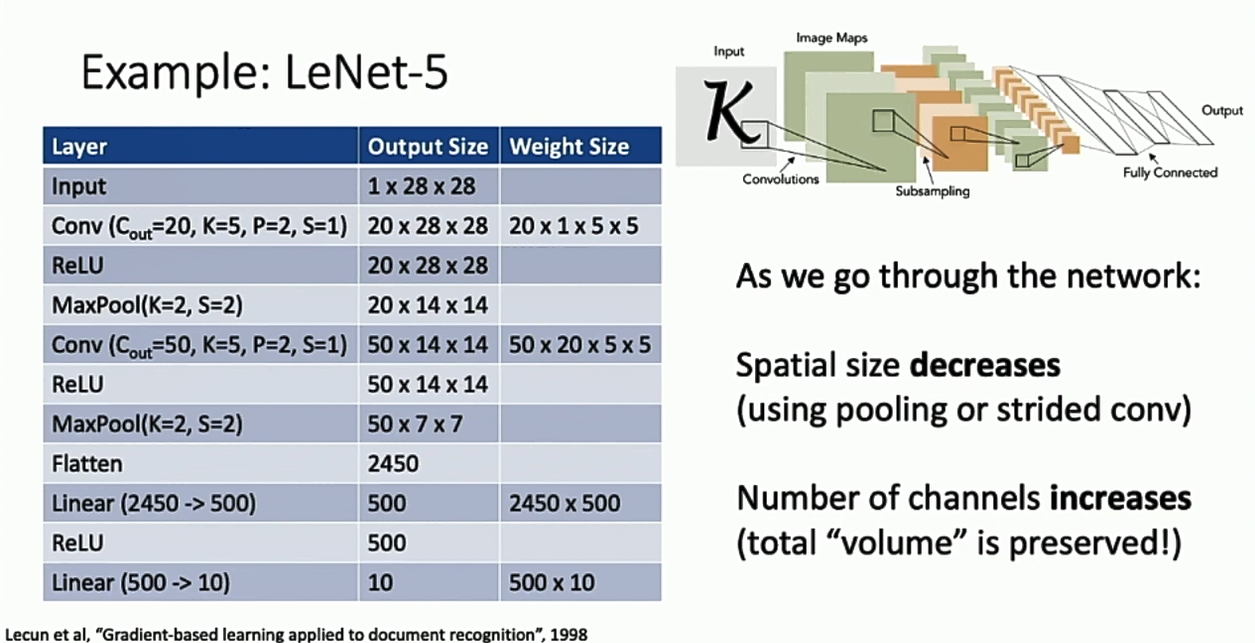 Example: LeNet-5
Input
Image Maps
Convolutions
Subsampling
Fully Connected
Output
K
Layer Output Size Weight Size
Input 1 x 28 x 28
Conv (Cout=20, K=5, P=2, S=1) 20 x 28 x 28 20 x 1 x 5 x 5
ReLU 20 x 28 x 28
MaxPool(K=2, S=2) 20 x 14 x 14
Conv (Cout=50, K=5, P=2, S=1) 50 x 14 x 14 50 x 20 x 5 x 5
ReLU 50 x 14 x 14
MaxPool(K=2, S=2) 50 x 7 x 7
Flatten 2450
Linear (2450 -> 500) 500 2450 x 500
ReLU 500
Linear (500 -> 10) 10 500 x 10
As we go through the network:
Spatial size decreases
(using pooling or strided conv)
Number of channels increases
(total “volume” is preserved!)
Lecun et al, “Gradient-based learning applied to document recognition”, 1998